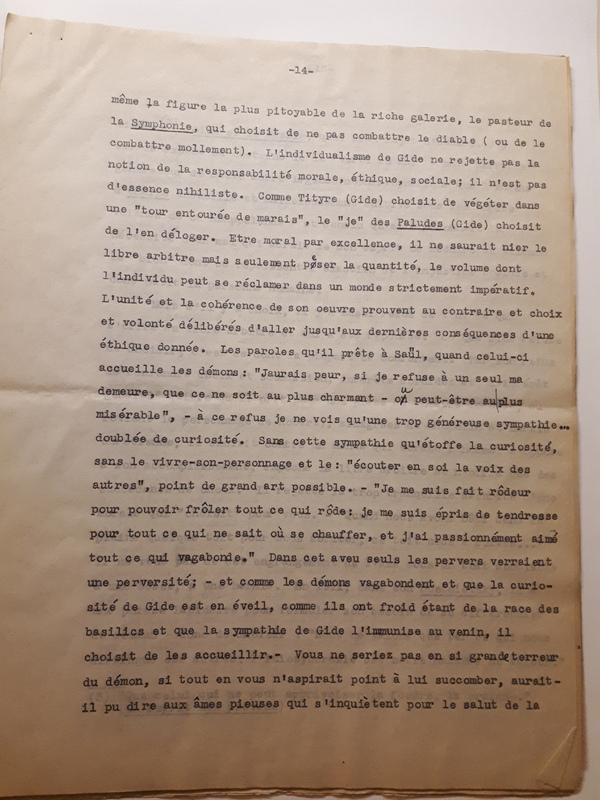 -14-
même la figure la plus pitoyable de la riche galerie, le pasteur de
la Symphonie, qui choisit de ne pas combattre le diable ( ou de le
combattre mollement). L'individualisme de Gide ne rejette pas la
notion de la responsabilité morale, éthique, sociale; il n'est pas
d'essence nihiliste. Comme Tityre (Gide) choisit de végéter dans
une "tour entourée de marais", le "je" des Paludes (Gide) choisit
de l'en déloger. Etre moral par excellence, il ne saurait nier le
libre arbitre mais seulement peser la quantité, le volume dont
l'individu peut se réclamer dans un monde strictement impératif.
L'unité et la cohérence de son oeuvre prouvent au contraire et choix
et volonté délibérés d'aller jusqu'aux dernières conséquences d'une
éthique donnée. Les paroles qu'il prête à Saül, quand celui-ci
accueille les démons: "Jaurais peur, si je refuse à un seul ma
demeure, que ce ne soit au plus charmant - ou peut-être au plus
misérable", - à ce refus je ne vois qu'une trop généreuse sympathie...
doublée de curiosité. Sans cette sympathie qu'étoffe la curiosité,
sans le vivre-son-personnage et le: "écouter en soi la voix des
autres", point de grand art possible. - "Je me suis fait rôdeur
pour pouvoir frôler tout ce qui rôde: je me suis épris de tendresse
pour tout ce qui ne sait où se chauffer, et j'ai passionnément aimé
tout ce qui vagabonde." Dans cet aveu seuls les pervers verraient
une perversité; - et comme les démons vagabondent et que la curio-
sité de Gide est en éveil, comme ils ont froid étant de la race des
basilics et que la sympathie de Gide l'immunise au venin, il
choisit de les accueillir.- Vous ne seriez pas en si grande terreur
du démon, si tout en vous n'aspirait point à lui succomber, aurait-
il pu dire aux âmes pieuses qui s'inquiètent pour le salut de la